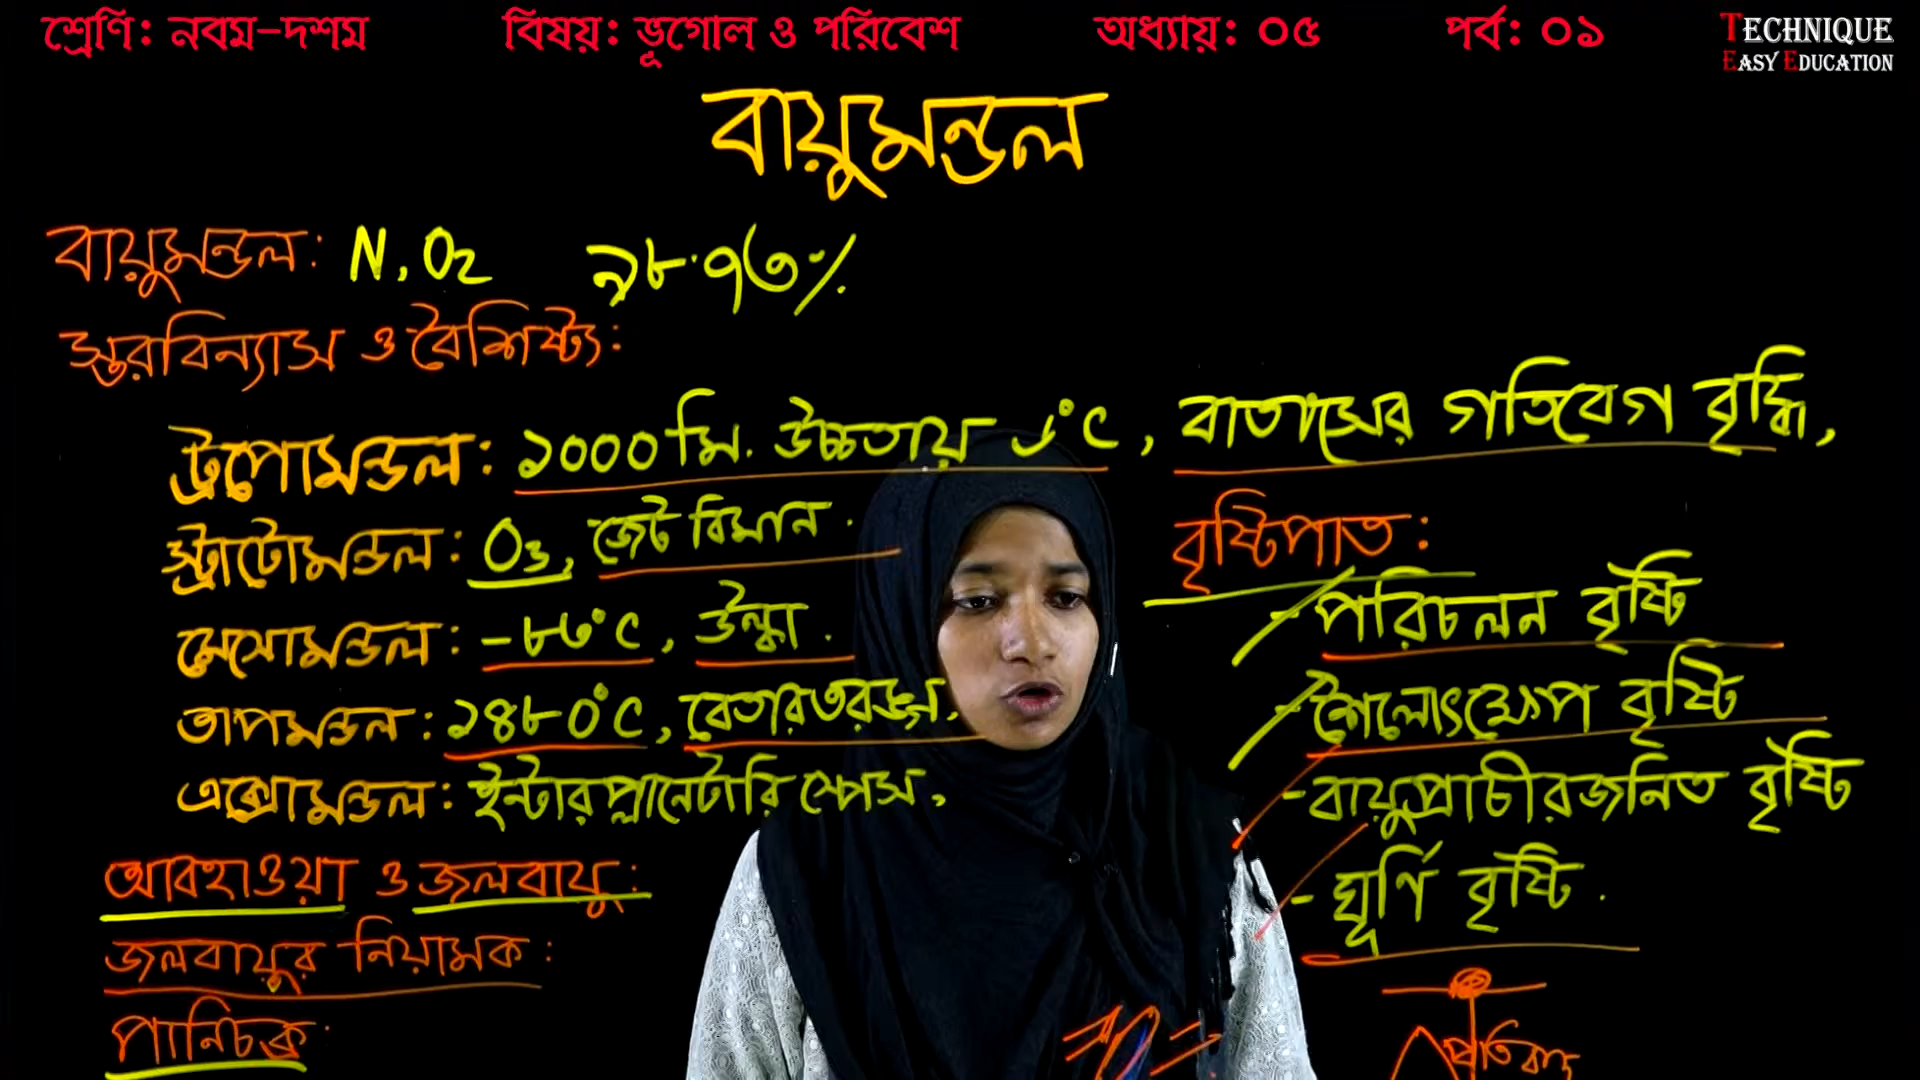 শ্রেণি: নবম-দশম বিষয়: ভূগোল ও পরিবেশ অধ্যায়: ০৫ পর্ব: ০১
TECHNIQUE
EASY EDUCATION
বায়ুমন্ডল
বায়ুমন্ডল: N, O2 ৯৮.৭৩%
স্তরবিন্যাস ও বৈশিষ্ট্য:
ট্রপোমন্ডল: ১০০০ মি. উচ্চতায় ৬°C, বাতাসের গতিবেগ বৃদ্ধি,
স্ট্রাটোমন্ডল: O3, জেট বিমান.
মেসোমন্ডল: -৮৩°C, উল্কা.
তাপমন্ডল: ১৪৮০°C, বেতারতরঙ্গ,
এক্সোমন্ডল: ইন্টারপ্লানেটারি স্পেস,
আবহাওয়া ও জলবায়ু:
জলবায়ুর নিয়ামক:
পানিচক্র:
বৃষ্টিপাত:
- পরিচলন বৃষ্টি
- শৈলোৎক্ষেপ বৃষ্টি
- বায়ুপ্রাচীরজনিত বৃষ্টি
- ঘূর্ণি বৃষ্টি.